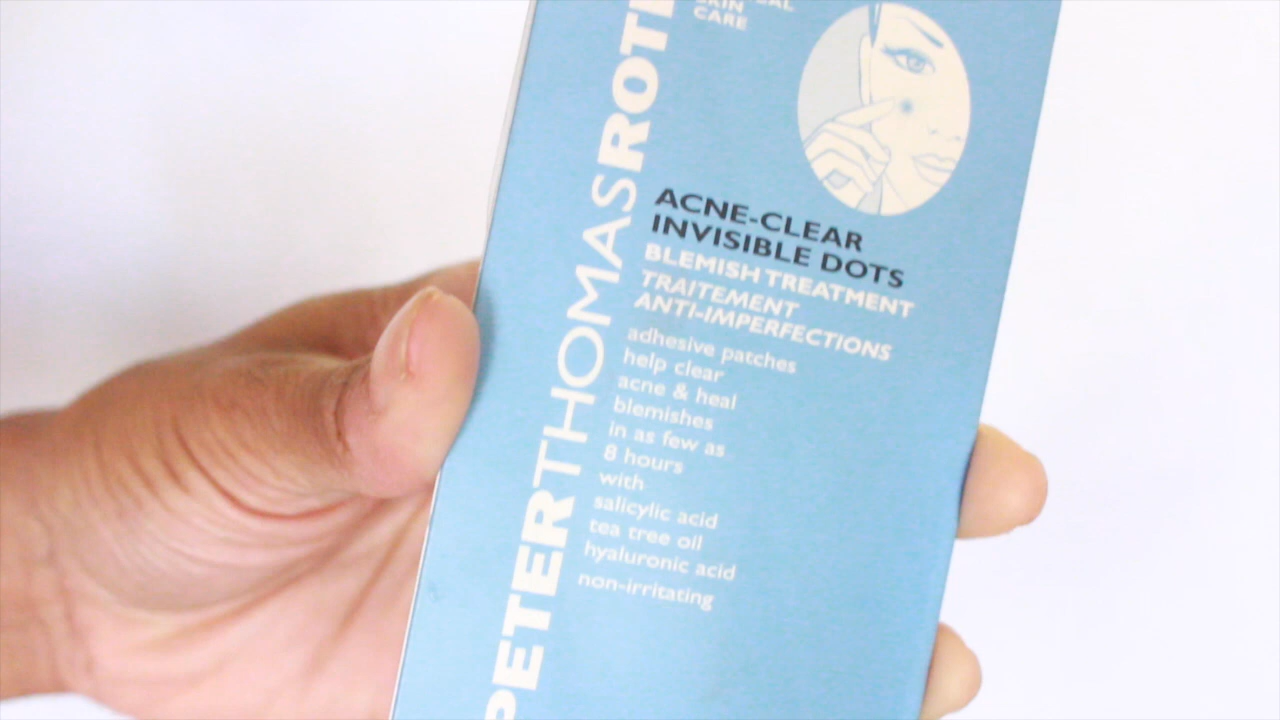 SKIN
CARE
PETERTHOMASROTH
ACNE-CLEAR
INVISIBLE DOTS
BLEMISH TREATMENT
TRAITEMENT
ANTI-IMPERFECTIONS
adhesive patches
help clear
acne & heal
blemishes
in as few as
8 hours
with
salicylic acid
tea tree oil
hyaluronic acid
non-irritating